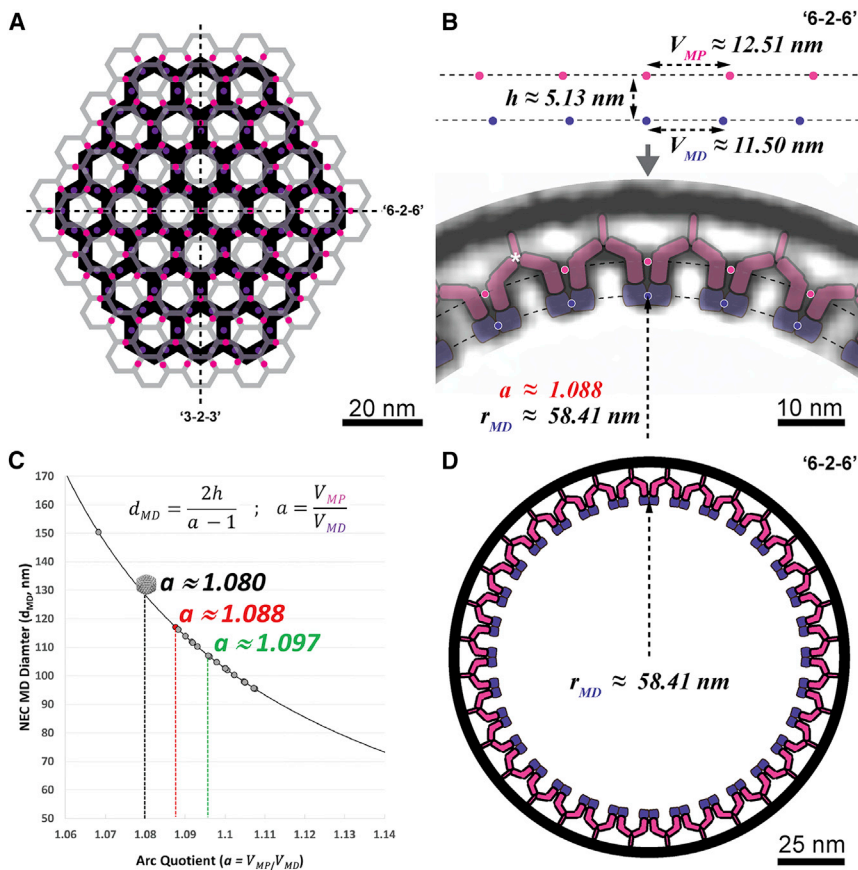 A
'6-2-6'
'3-2-3'
20 nm
B
'6-2-6'
V_MP ≈ 12.51 nm
h ≈ 5.13 nm
V_MD ≈ 11.50 nm
*
a ≈ 1.088
r_MD ≈ 58.41 nm
10 nm
C
170
160
150
140
130
120
110
100
90
80
70
60
50
NEC MD Diamter (d_MD, nm)
d_MD = 2h / (a − 1) ; a = V_MP / V_MD
a ≈ 1.080
a ≈ 1.088
a ≈ 1.097
1.06 1.07 1.08 1.09 1.1 1.11 1.12 1.13 1.14
Arc Quotient (a = V_MP/V_MD)
D
'6-2-6'
r_MD ≈ 58.41 nm
25 nm